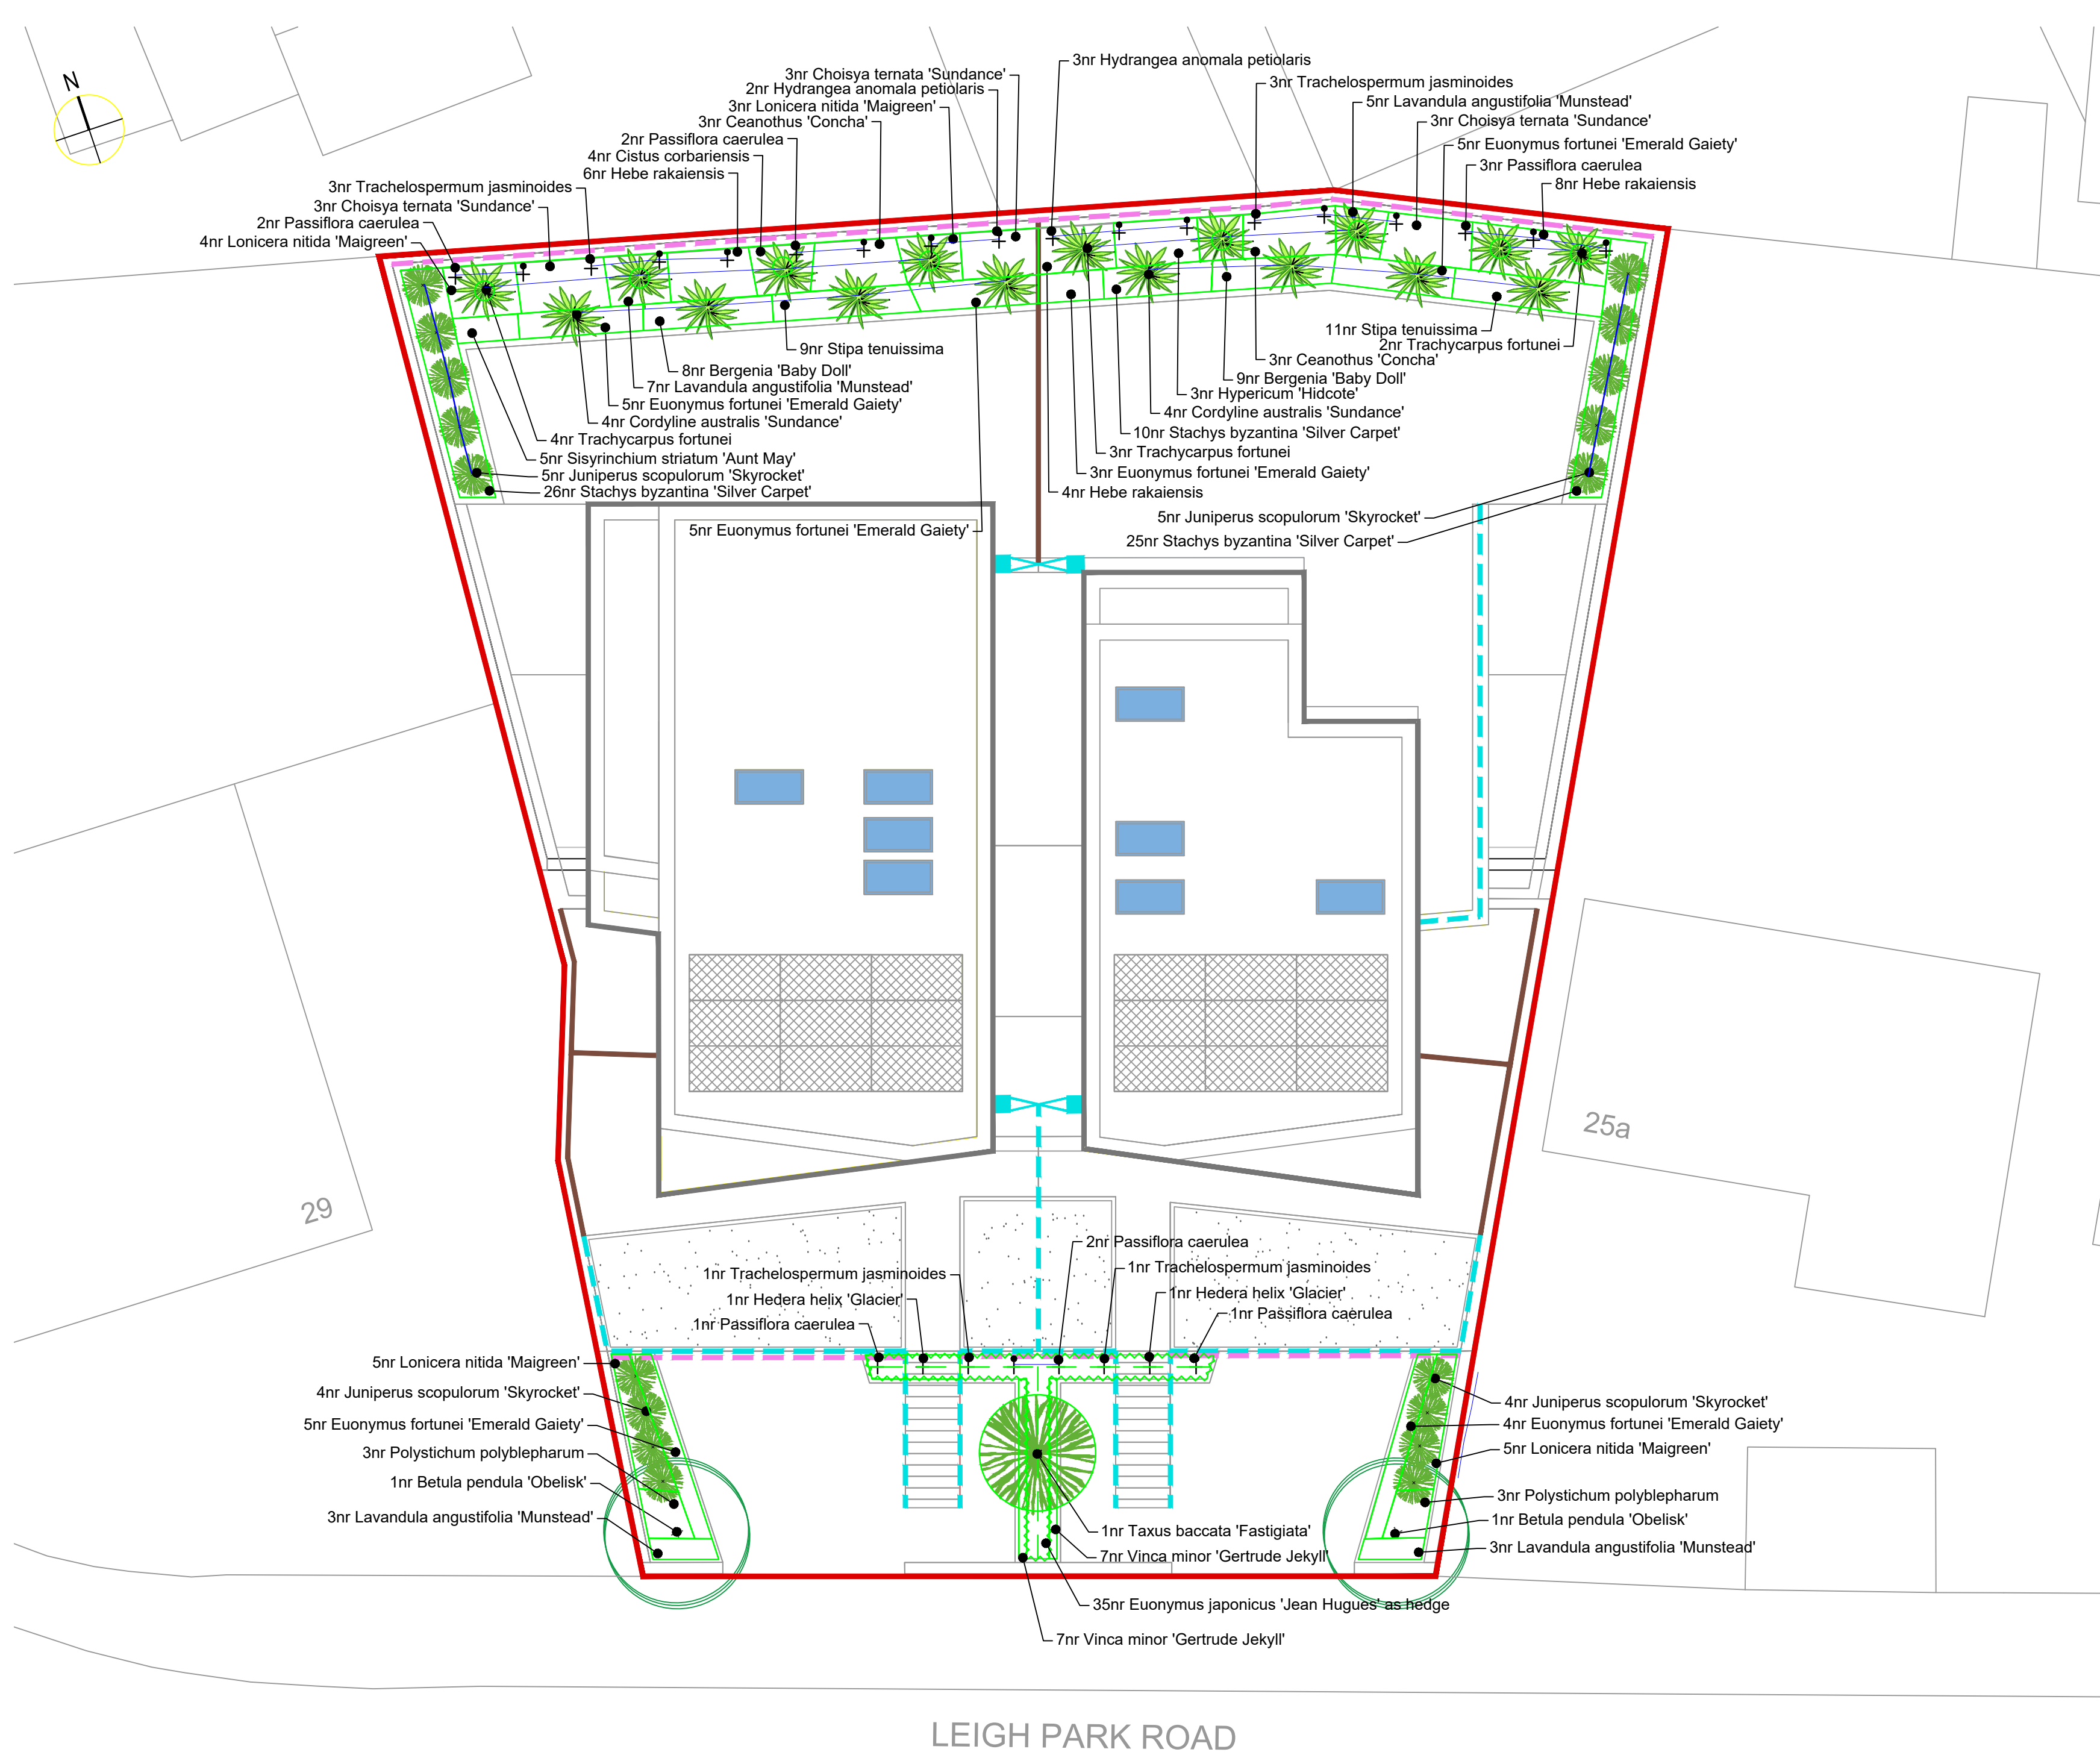 N
3nr Hydrangea anomala petiolaris
3nr Choisya ternata 'Sundance'
3nr Trachelospermum jasminoides
2nr Hydrangea anomala petiolaris
5nr Lavandula angustifolia 'Munstead'
3nr Lonicera nitida 'Maigreen'
3nr Ceanothus 'Concha'
3nr Choisya ternata 'Sundance'
2nr Passiflora caerulea
5nr Euonymus fortunei 'Emerald Gaiety'
4nr Cistus corbariensis
3nr Passiflora caerulea
6nr Hebe rakaiensis
8nr Hebe rakaiensis
3nr Trachelospermum jasminoides
3nr Choisya ternata 'Sundance'
2nr Passiflora caerulea
4nr Lonicera nitida 'Maigreen'
11nr Stipa tenuissima
2nr Trachycarpus fortunei
9nr Stipa tenuissima
3nr Ceanothus 'Concha'
8nr Bergenia 'Baby Doll'
9nr Bergenia 'Baby Doll'
7nr Lavandula angustifolia 'Munstead'
3nr Hypericum 'Hidcote'
5nr Euonymus fortunei 'Emerald Gaiety'
4nr Cordyline australis 'Sundance'
4nr Cordyline australis 'Sundance'
10nr Stachys byzantina 'Silver Carpet'
4nr Trachycarpus fortunei
3nr Trachycarpus fortunei
5nr Sisyrinchium striatum 'Aunt May'
3nr Euonymus fortunei 'Emerald Gaiety'
5nr Juniperus scopulorum 'Skyrocket'
26nr Stachys byzantina 'Silver Carpet'
4nr Hebe rakaiensis
5nr Juniperus scopulorum 'Skyrocket'
5nr Euonymus fortunei 'Emerald Gaiety'
25nr Stachys byzantina 'Silver Carpet'
25a
29
2nr Passiflora caerulea
1nr Trachelospermum jasminoides
1nr Trachelospermum jasminoides
1nr Hedera helix 'Glacier'
1nr Hedera helix 'Glacier'
1nr Passiflora caerulea
1nr Passiflora caerulea
5nr Lonicera nitida 'Maigreen'
4nr Juniperus scopulorum 'Skyrocket'
4nr Juniperus scopulorum 'Skyrocket'
5nr Euonymus fortunei 'Emerald Gaiety'
4nr Euonymus fortunei 'Emerald Gaiety'
3nr Polystichum polyblepharum
5nr Lonicera nitida 'Maigreen'
1nr Betula pendula 'Obelisk'
3nr Polystichum polyblepharum
3nr Lavandula angustifolia 'Munstead'
1nr Betula pendula 'Obelisk'
1nr Taxus baccata 'Fastigiata'
3nr Lavandula angustifolia 'Munstead'
7nr Vinca minor 'Gertrude Jekyll'
35nr Euonymus japonicus 'Jean Hugues' as hedge
7nr Vinca minor 'Gertrude Jekyll'
LEIGH PARK ROAD